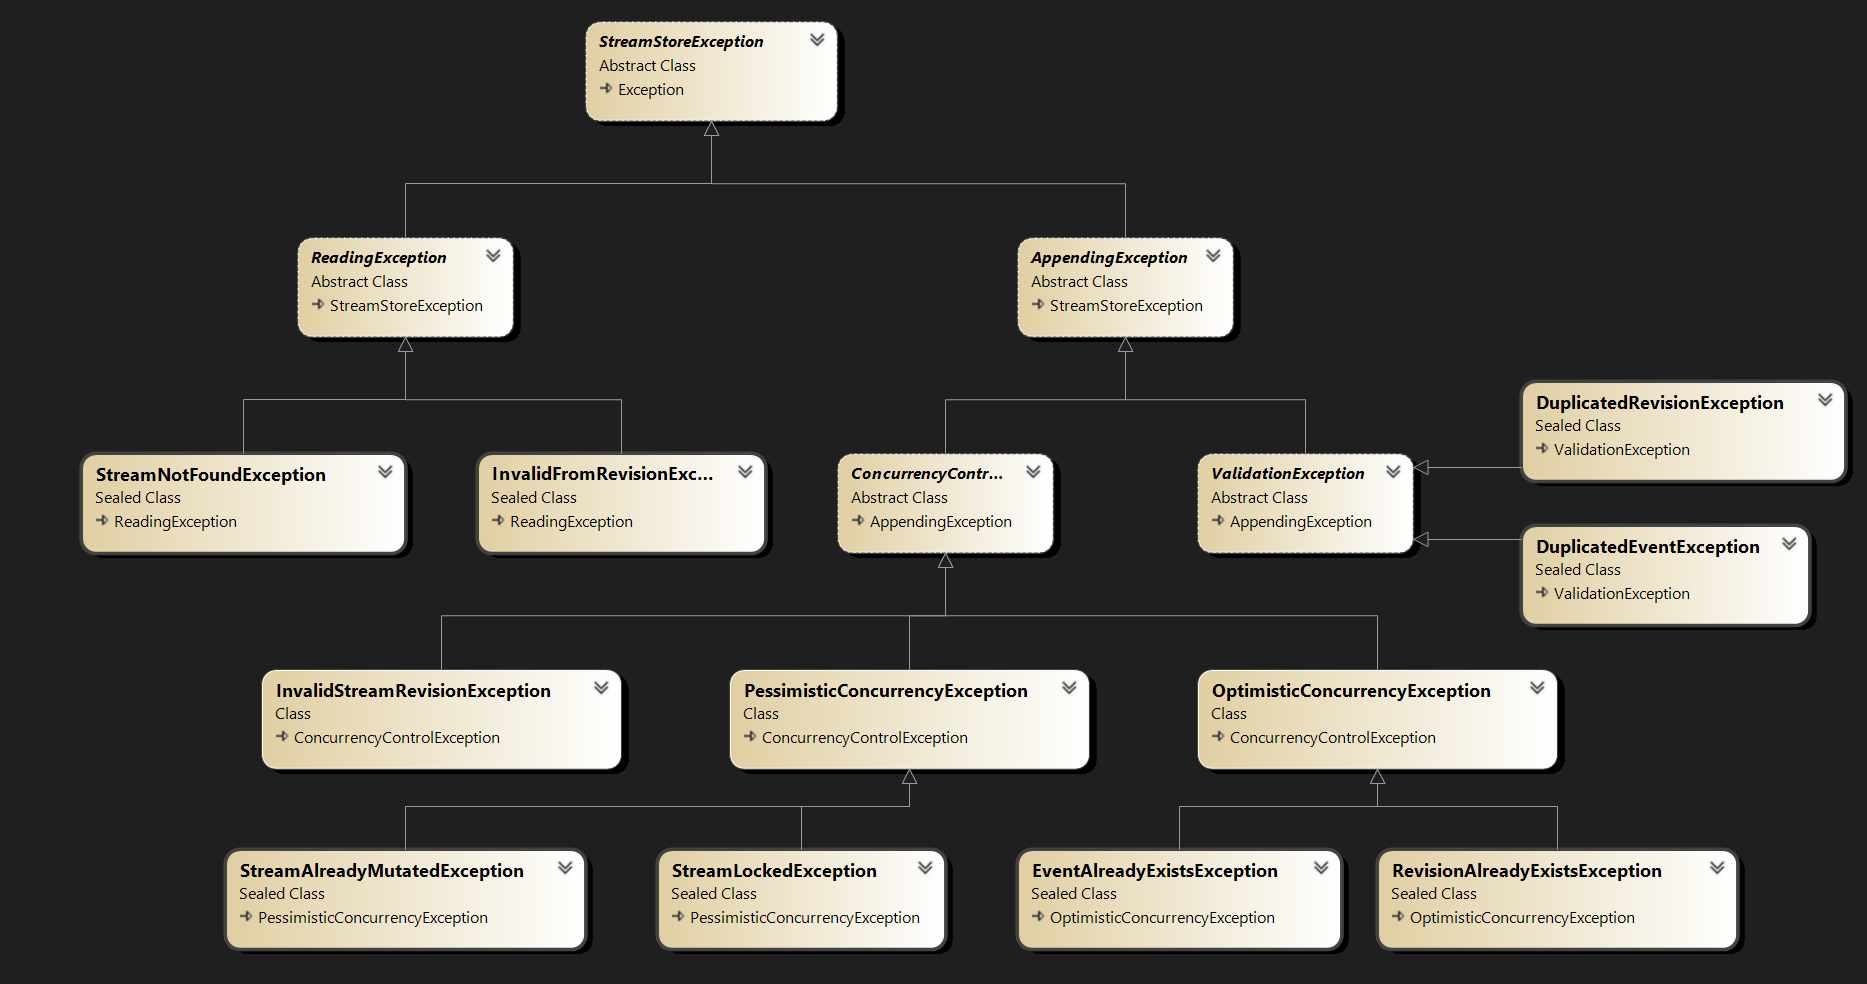 StreamStoreException
Abstract Class
Exception
ReadingException
Abstract Class
StreamStoreException
AppendingException
Abstract Class
StreamStoreException
DuplicatedRevisionException
Sealed Class
ValidationException
StreamNotFoundException
Sealed Class
ReadingException
InvalidFromRevisionExc...
Sealed Class
ReadingException
ConcurrencyContr...
Abstract Class
AppendingException
ValidationException
Abstract Class
AppendingException
DuplicatedEventException
Sealed Class
ValidationException
InvalidStreamRevisionException
Class
ConcurrencyControlException
PessimisticConcurrencyException
Class
ConcurrencyControlException
OptimisticConcurrencyException
Class
ConcurrencyControlException
StreamAlreadyMutatedException
Sealed Class
PessimisticConcurrencyException
StreamLockedException
Sealed Class
PessimisticConcurrencyException
EventAlreadyExistsException
Sealed Class
OptimisticConcurrencyException
RevisionAlreadyExistsException
Sealed Class
OptimisticConcurrencyException